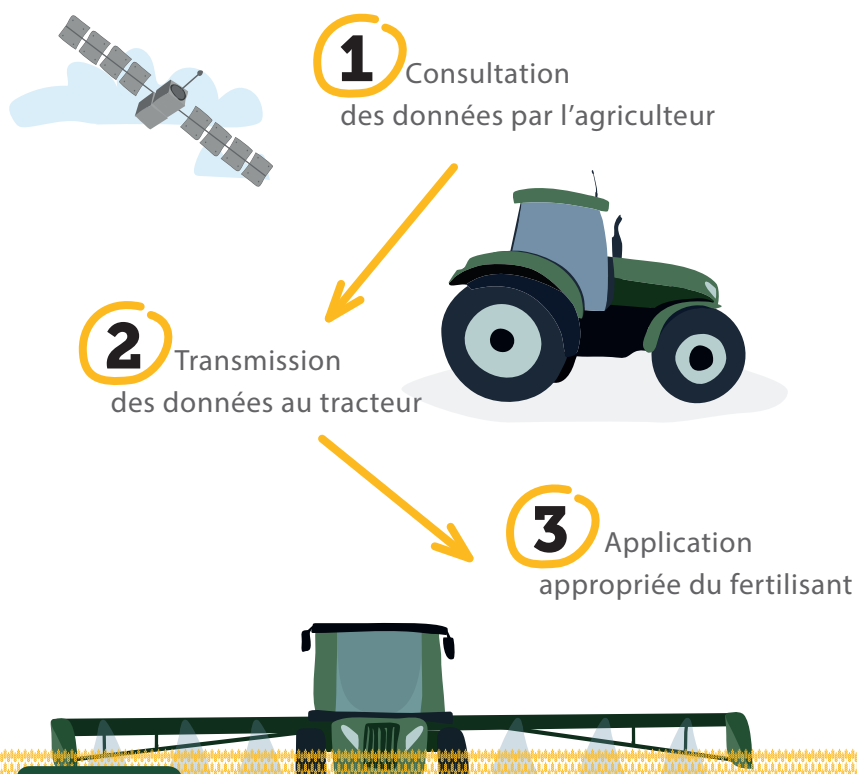 1 Consultation
des données par l’agriculteur
2 Transmission
des données au tracteur
3 Application
appropriée du fertilisant